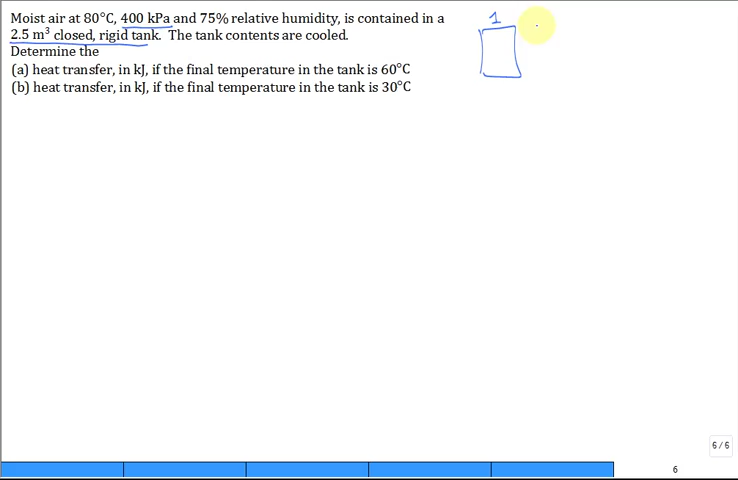 Moist air at 80°C, 400 kPa and 75% relative humidity, is contained in a
2.5 m³ closed, rigid tank.  The tank contents are cooled.
Determine the
(a) heat transfer, in kJ, if the final temperature in the tank is 60°C
(b) heat transfer, in kJ, if the final temperature in the tank is 30°C
1
6 / 6
6